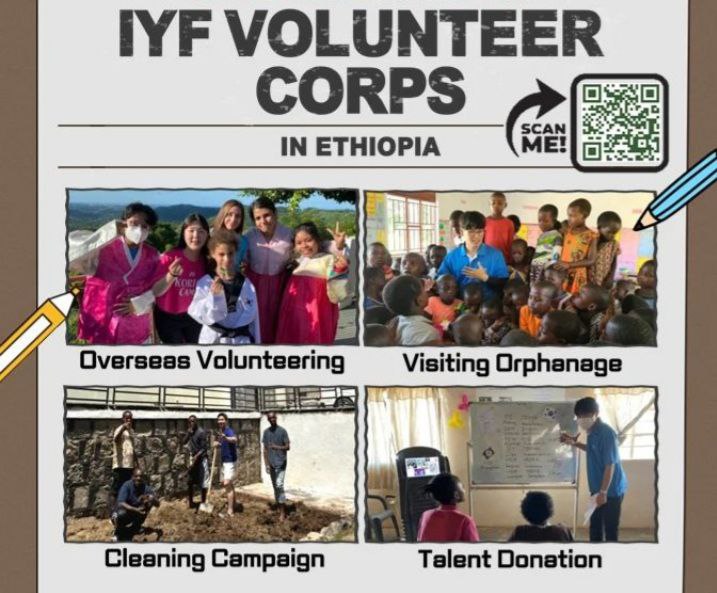 IYF VOLUNTEER
CORPS
IN ETHIOPIA
SCAN
ME!
Overseas Volunteering
Visiting Orphanage
Cleaning Campaign
Talent Donation